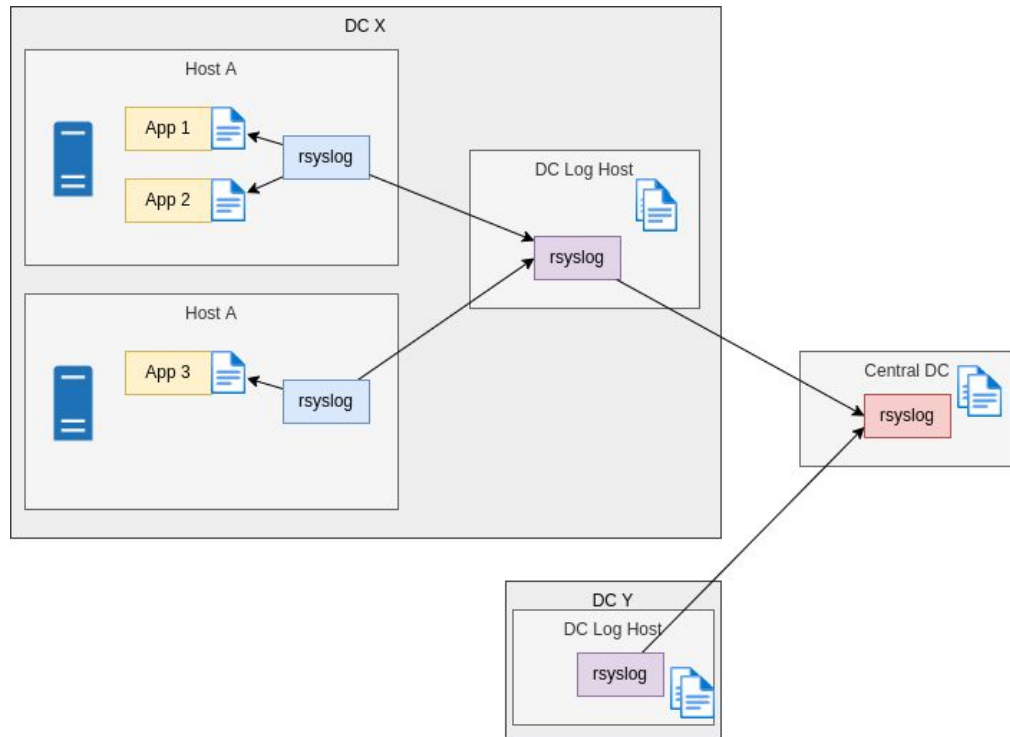 DC X
Host A
App 1
rsyslog
App 2
DC Log Host
rsyslog
Host A
App 3
rsyslog
Central DC
rsyslog
DC Y
DC Log Host
rsyslog